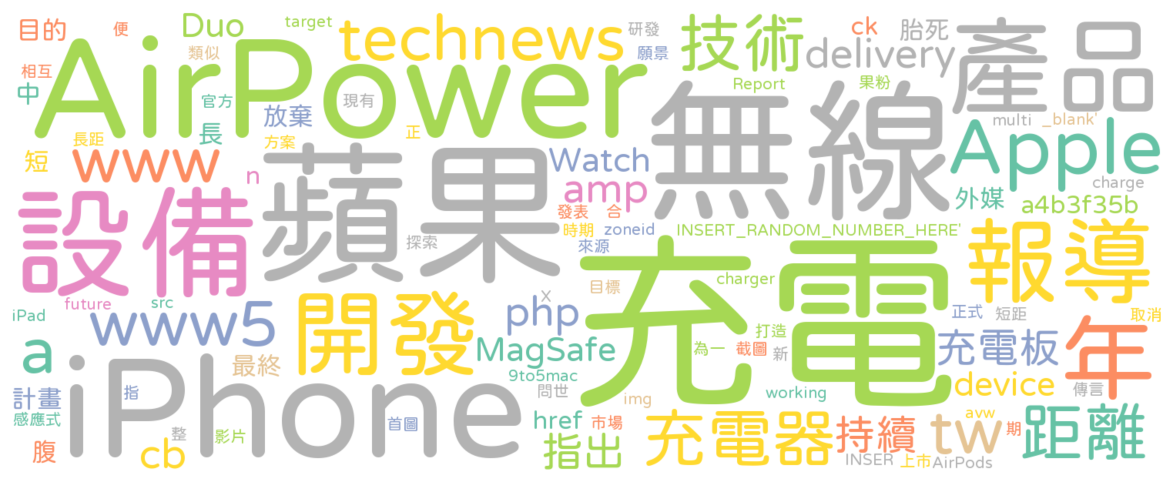 目的
便
Duo
target
technews
研發
願景
技術
ck
胎死
delivery
產品
類似
相互
中
AirPower
官方
現有
放棄
長
長距
方案
正
Report
果粉
multi
_blank'
無線
Apple
charge
短
www
n
蘋果
Watch
amp
外媒
a4b3f35b
設備
發表
合
時期
zoneid
INSERT_RANDOM_NUMBER_HERE'
來源
探索
充電
報導
future
src
iPad
www5
開發
php
x
目標
charger
正式
短距
取消
a
iPhone
最終
MagSafe
9to5mac
問世
打造
為一
截圖
新
充電板
年
計畫
感應式
指
img
working
device
傳言
腹
cb
整
影片
首圖
href
市場
指出
充電器
持續
INSER
上市
AirPods
avw
tw
期
距離